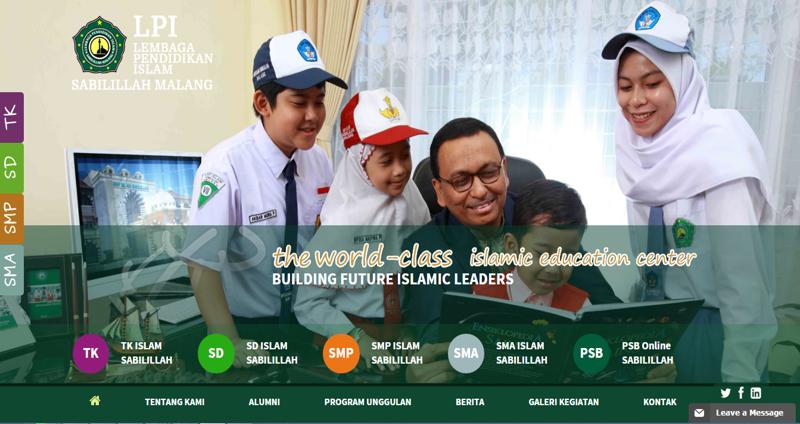 LPI
LEMBAGA
PENDIDIKAN
ISLAM
SABILILLAH MALANG
TK
SD
SMP
SMA
the world-class islamic education center
BUILDING FUTURE ISLAMIC LEADERS
TK
TK ISLAM
SABILILLAH
SD
SD ISLAM
SABILILLAH
SMP
SMP ISLAM
SABILILLAH
SMA
SMA ISLAM
SABILILLAH
PSB
PSB Online
SABILILLAH
TENTANG KAMI
ALUMNI
PROGRAM UNGGULAN
BERITA
GALERI KEGIATAN
KONTAK
Leave a Message